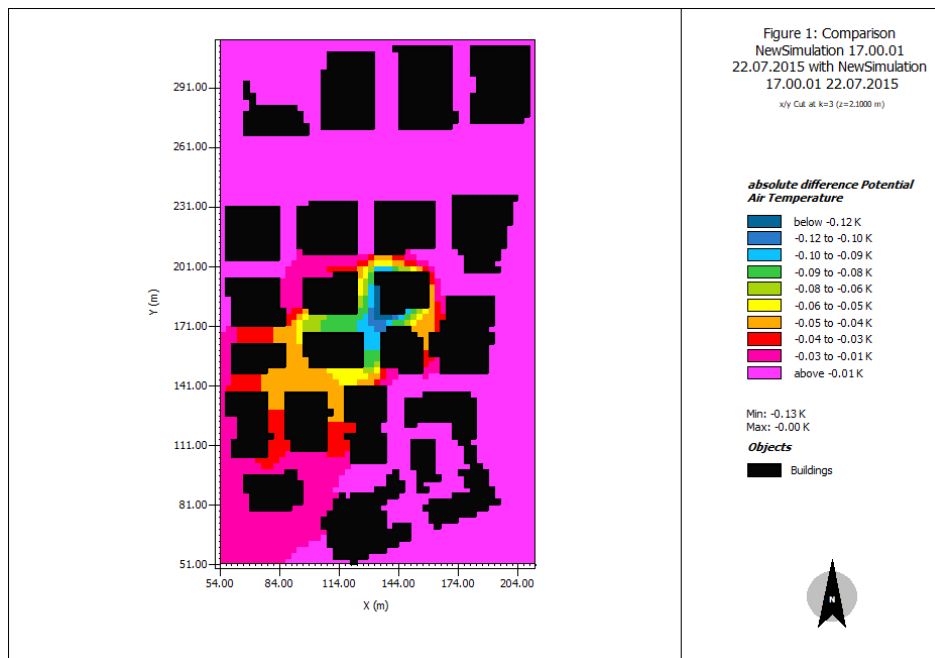 Figure 1: Comparison
NewSimulation 17.00.01
22.07.2015 with NewSimulation
17.00.01 22.07.2015
x/y Cut at k=3 (z=2.1000 m)
absolute difference Potential
Air Temperature
below -0.12 K
-0.12 to -0.10 K
-0.10 to -0.09 K
-0.09 to -0.08 K
-0.08 to -0.06 K
-0.06 to -0.05 K
-0.05 to -0.04 K
-0.04 to -0.03 K
-0.03 to -0.01 K
above -0.01 K
Min: -0.13 K
Max: -0.00 K
Objects
Buildings
N
Y (m)
291.00
261.00
231.00
201.00
171.00
141.00
111.00
81.00
51.00
54.00 84.00 114.00 144.00 174.00 204.00
X (m)